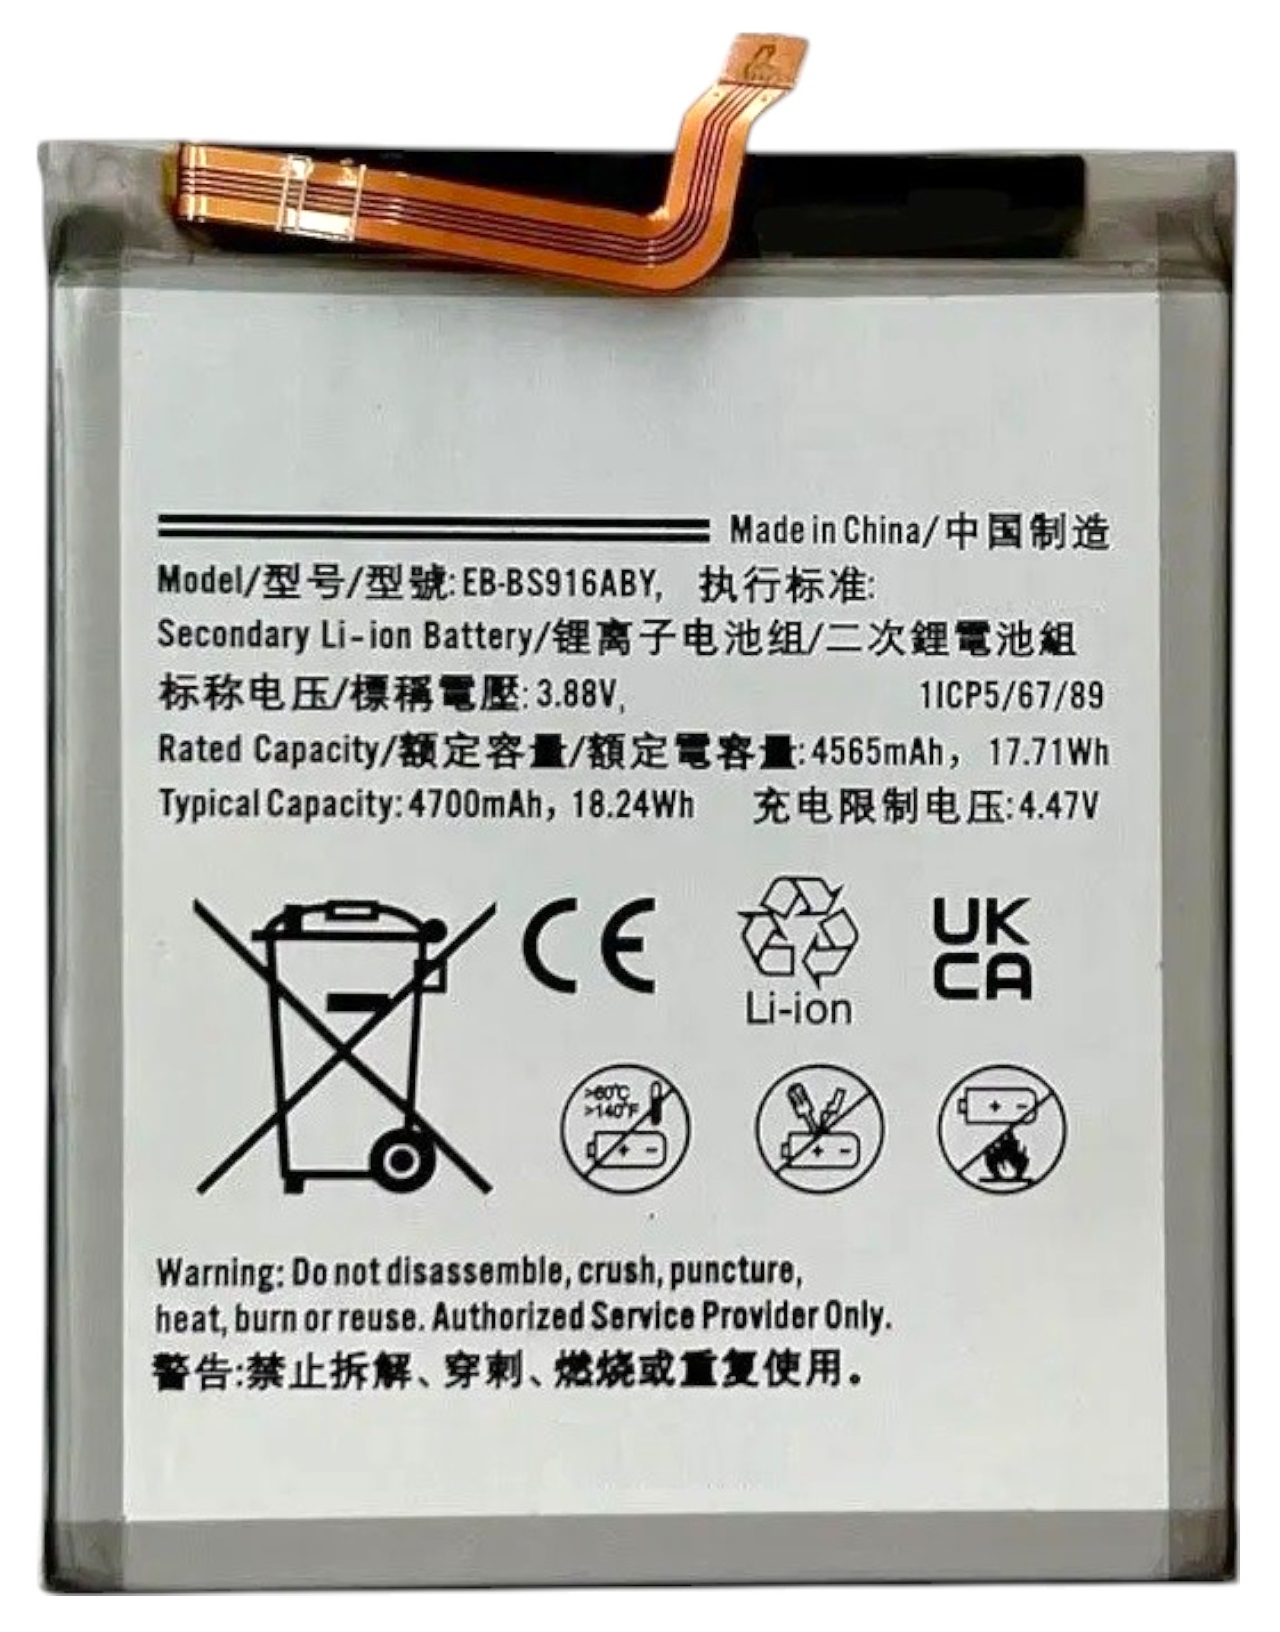 Made in China/中国制造
Model/型号/型號: EB-BS916ABY, 执行标准:
Secondary Li-ion Battery/锂离子电池组/二次鋰電池組
标称电压/標稱電壓: 3.88V, 1ICP5/67/89
Rated Capacity/额定容量/額定電容量: 4565mAh, 17.71Wh
Typical Capacity: 4700mAh, 18.24Wh 充电限制电压: 4.47V
CE
UK
CA
Li-ion
>60℃
>140℉
+ -
+ -
+ -
Warning: Do not disassemble, crush, puncture,
heat, burn or reuse. Authorized Service Provider Only.
警告:禁止拆解、穿刺、燃烧或重复使用。